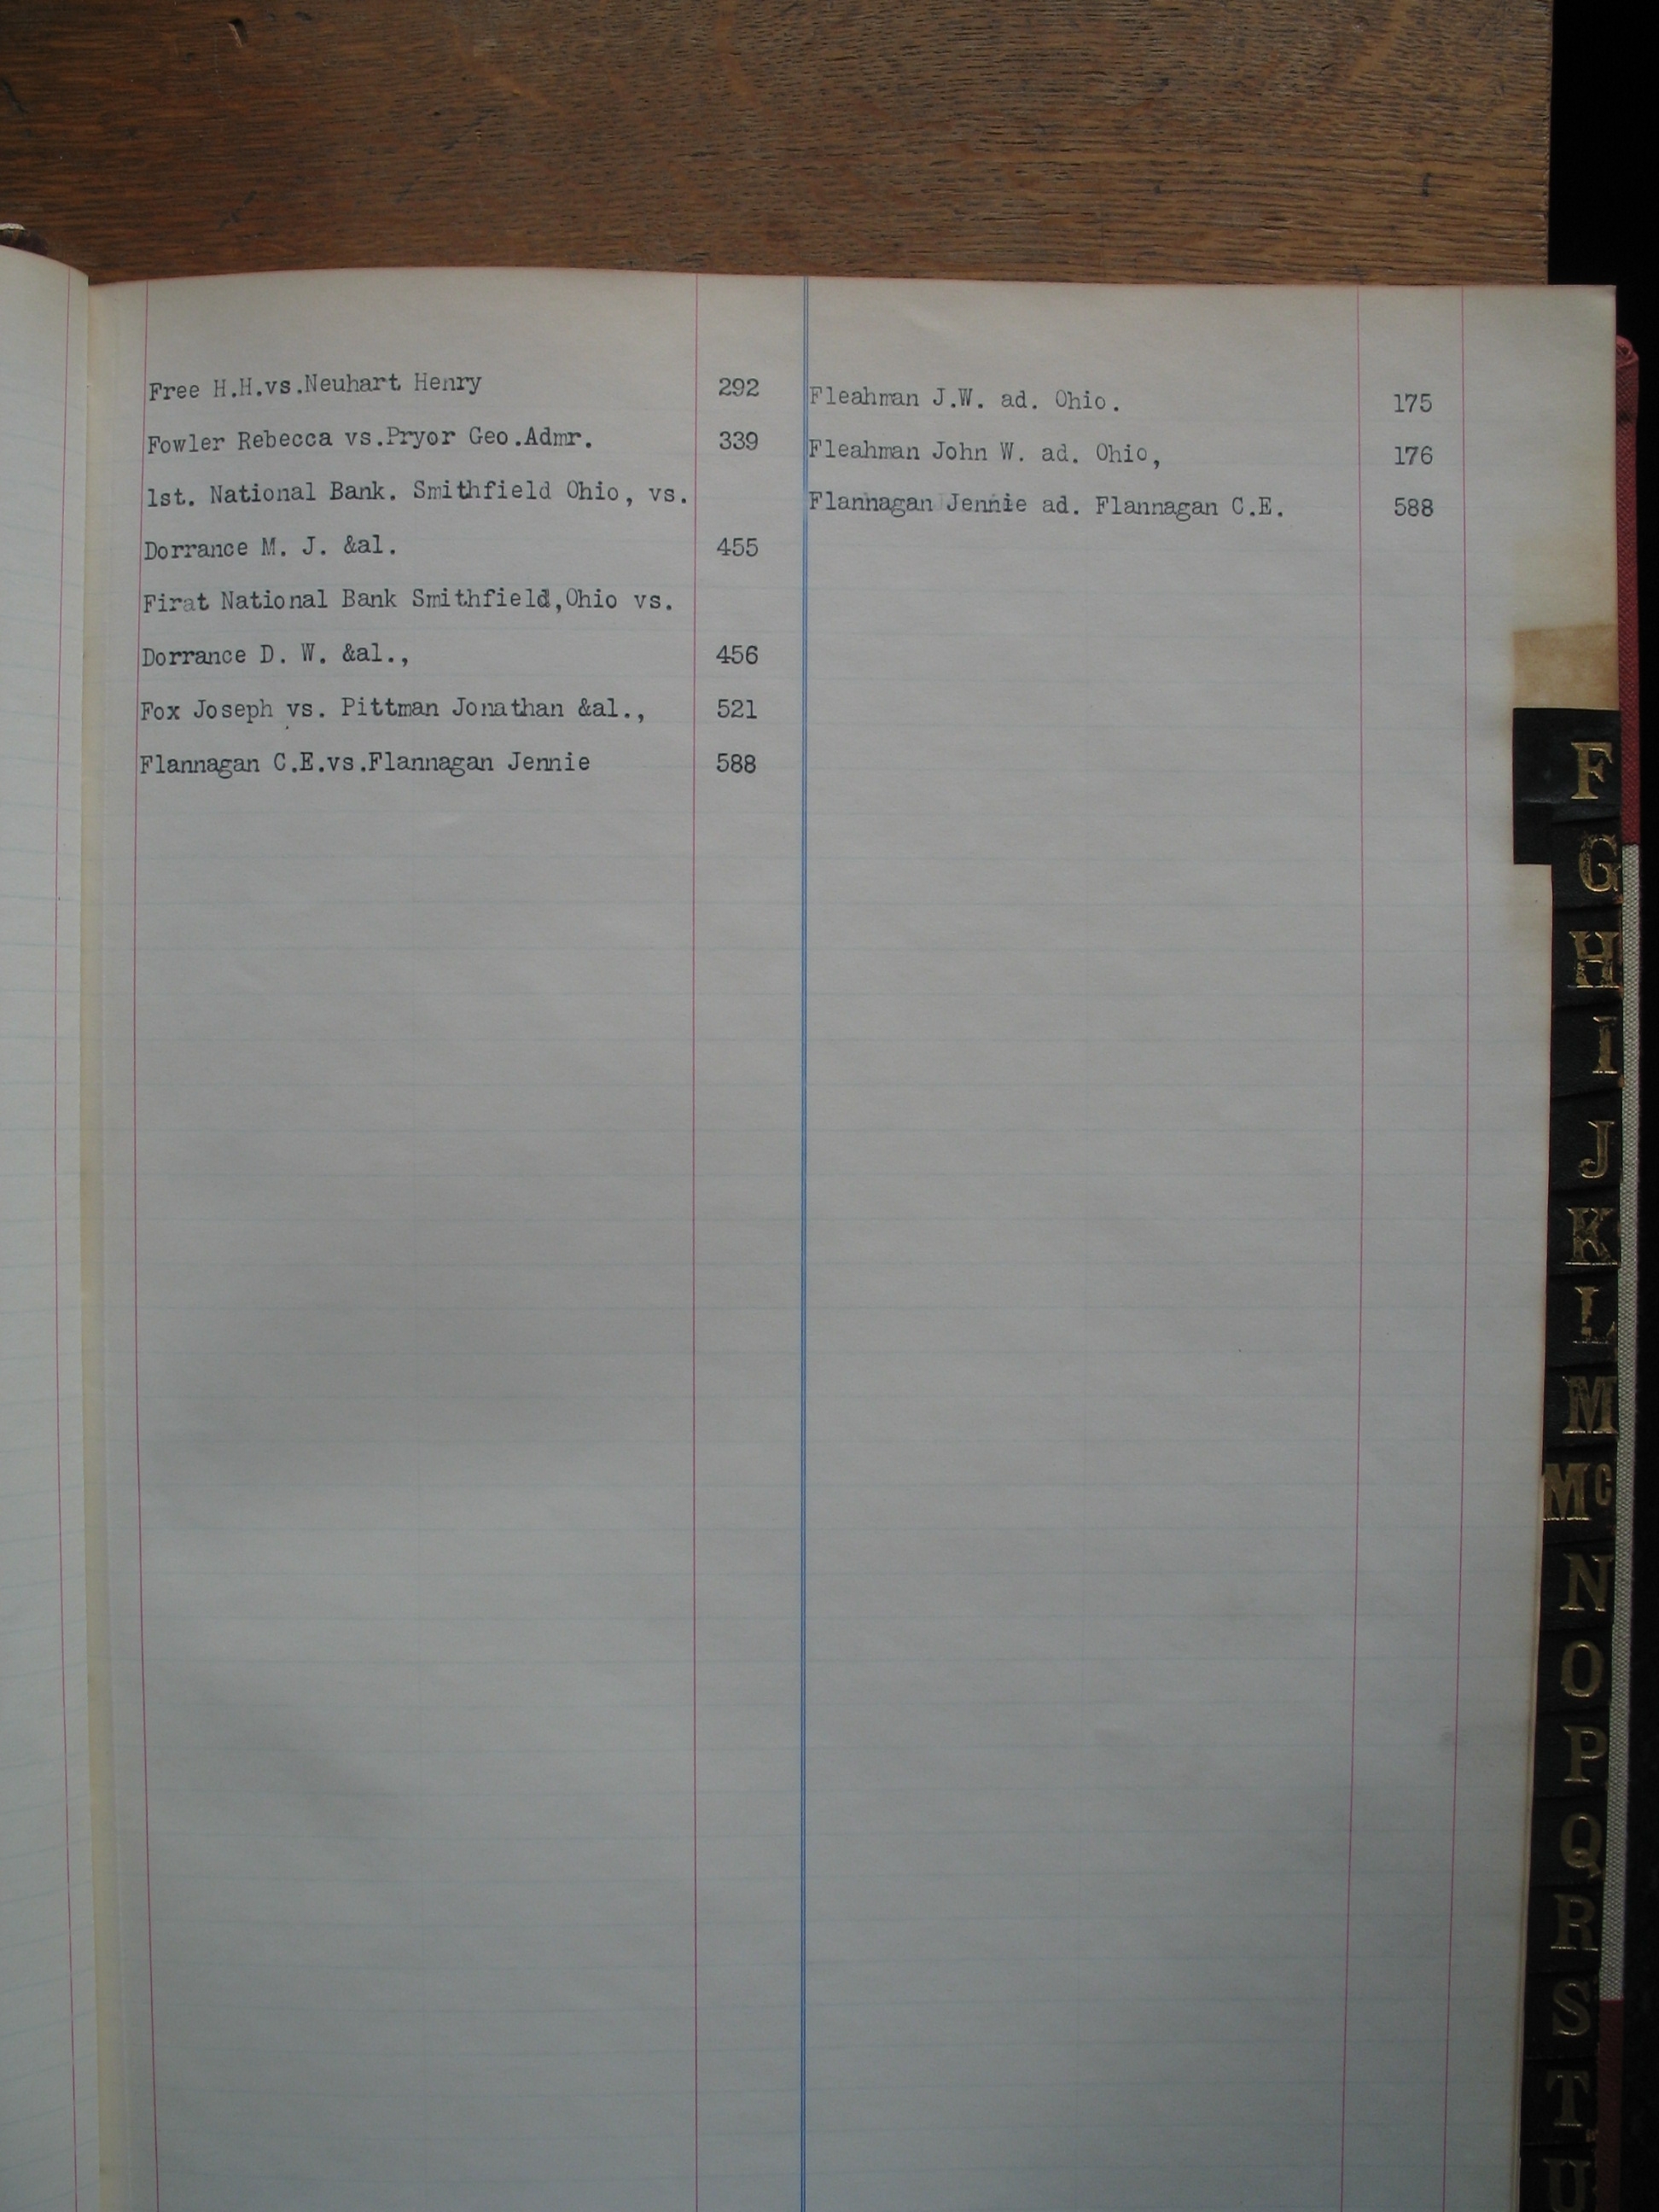 Free H.H.vs.Neuhart Henry 292
Fowler Rebecca vs.Pryor Geo.Admr. 339
1st. National Bank. Smithfield Ohio, vs.
Dorrance M. J. &al. 455
Firat National Bank Smithfield,Ohio vs.
Dorrance D. W. &al., 456
Fox Joseph vs. Pittman Jonathan &al., 521
Flannagan C.E.vs.Flannagan Jennie 588
Fleahman J.W. ad. Ohio. 175
Fleahman John W. ad. Ohio, 176
Flannagan Jennie ad. Flannagan C.E. 588
F
G
H
I
J
K
L
M
Mc
N
O
P
Q
R
S
T
U